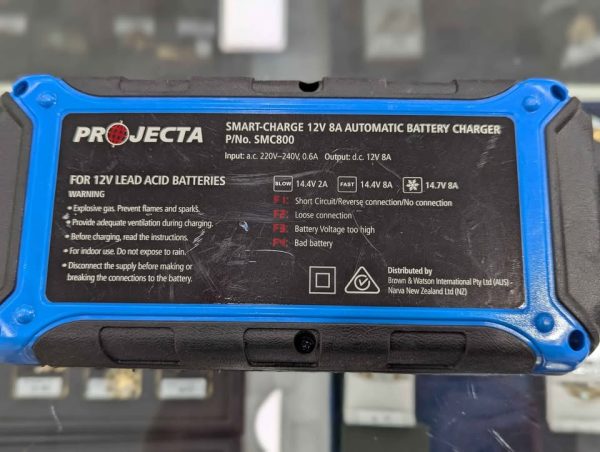 PROJECTA
SMART-CHARGE 12V 8A AUTOMATIC BATTERY CHARGER
P/No. SMC800
Input: a.c. 220V–240V, 0.6A Output: d.c. 12V 8A
FOR 12V LEAD ACID BATTERIES
WARNING
• Explosive gas. Prevent flames and sparks.
• Provide adequate ventilation during charging.
• Before charging, read the instructions.
• For indoor use. Do not expose to rain.
• Disconnect the supply before making or
breaking the connections to the battery.
SLOW 14.4V 2A FAST 14.4V 8A 14.7V 8A
F1: Short Circuit/Reverse connection/No connection
F2: Loose connection
F3: Battery Voltage too high
F4: Bad battery
Distributed by
Brown & Watson International Pty Ltd (AUS)
Narva New Zealand Ltd (NZ)